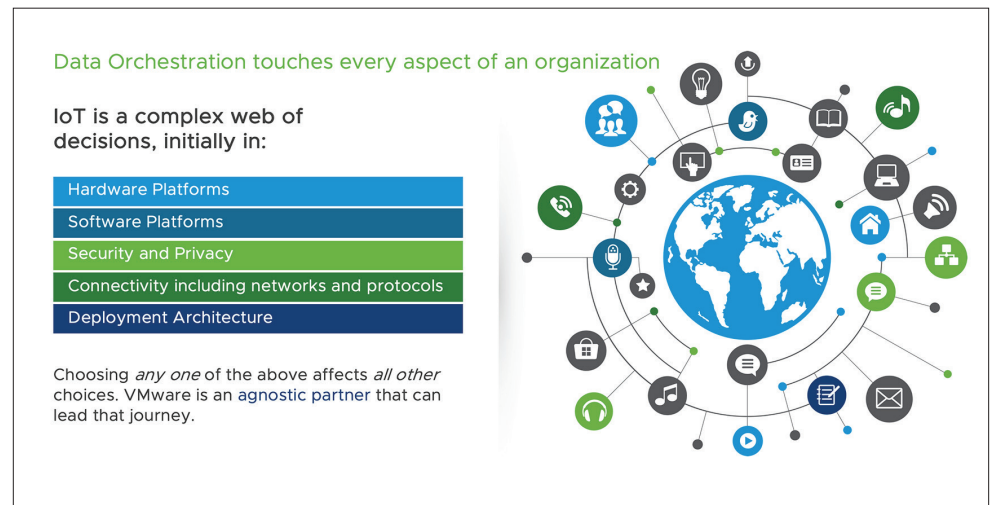 Data Orchestration touches every aspect of an organization
IoT is a complex web of
decisions, initially in:
Hardware Platforms
Software Platforms
Security and Privacy
Connectivity including networks and protocols
Deployment Architecture
Choosing any one of the above affects all other
choices. VMware is an agnostic partner that can
lead that journey.